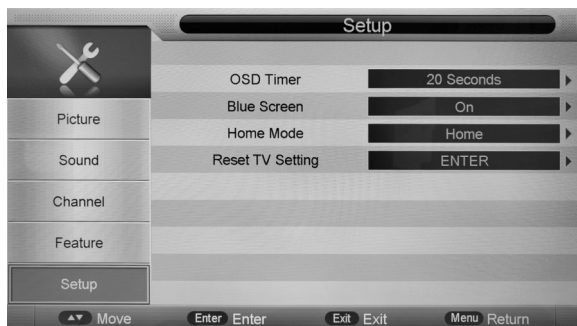 Setup
OSD Timer 20 Seconds
Blue Screen On
Home Mode Home
Reset TV Setting ENTER
Picture
Sound
Channel
Feature
Setup
Move Enter Enter Exit Exit Menu Return